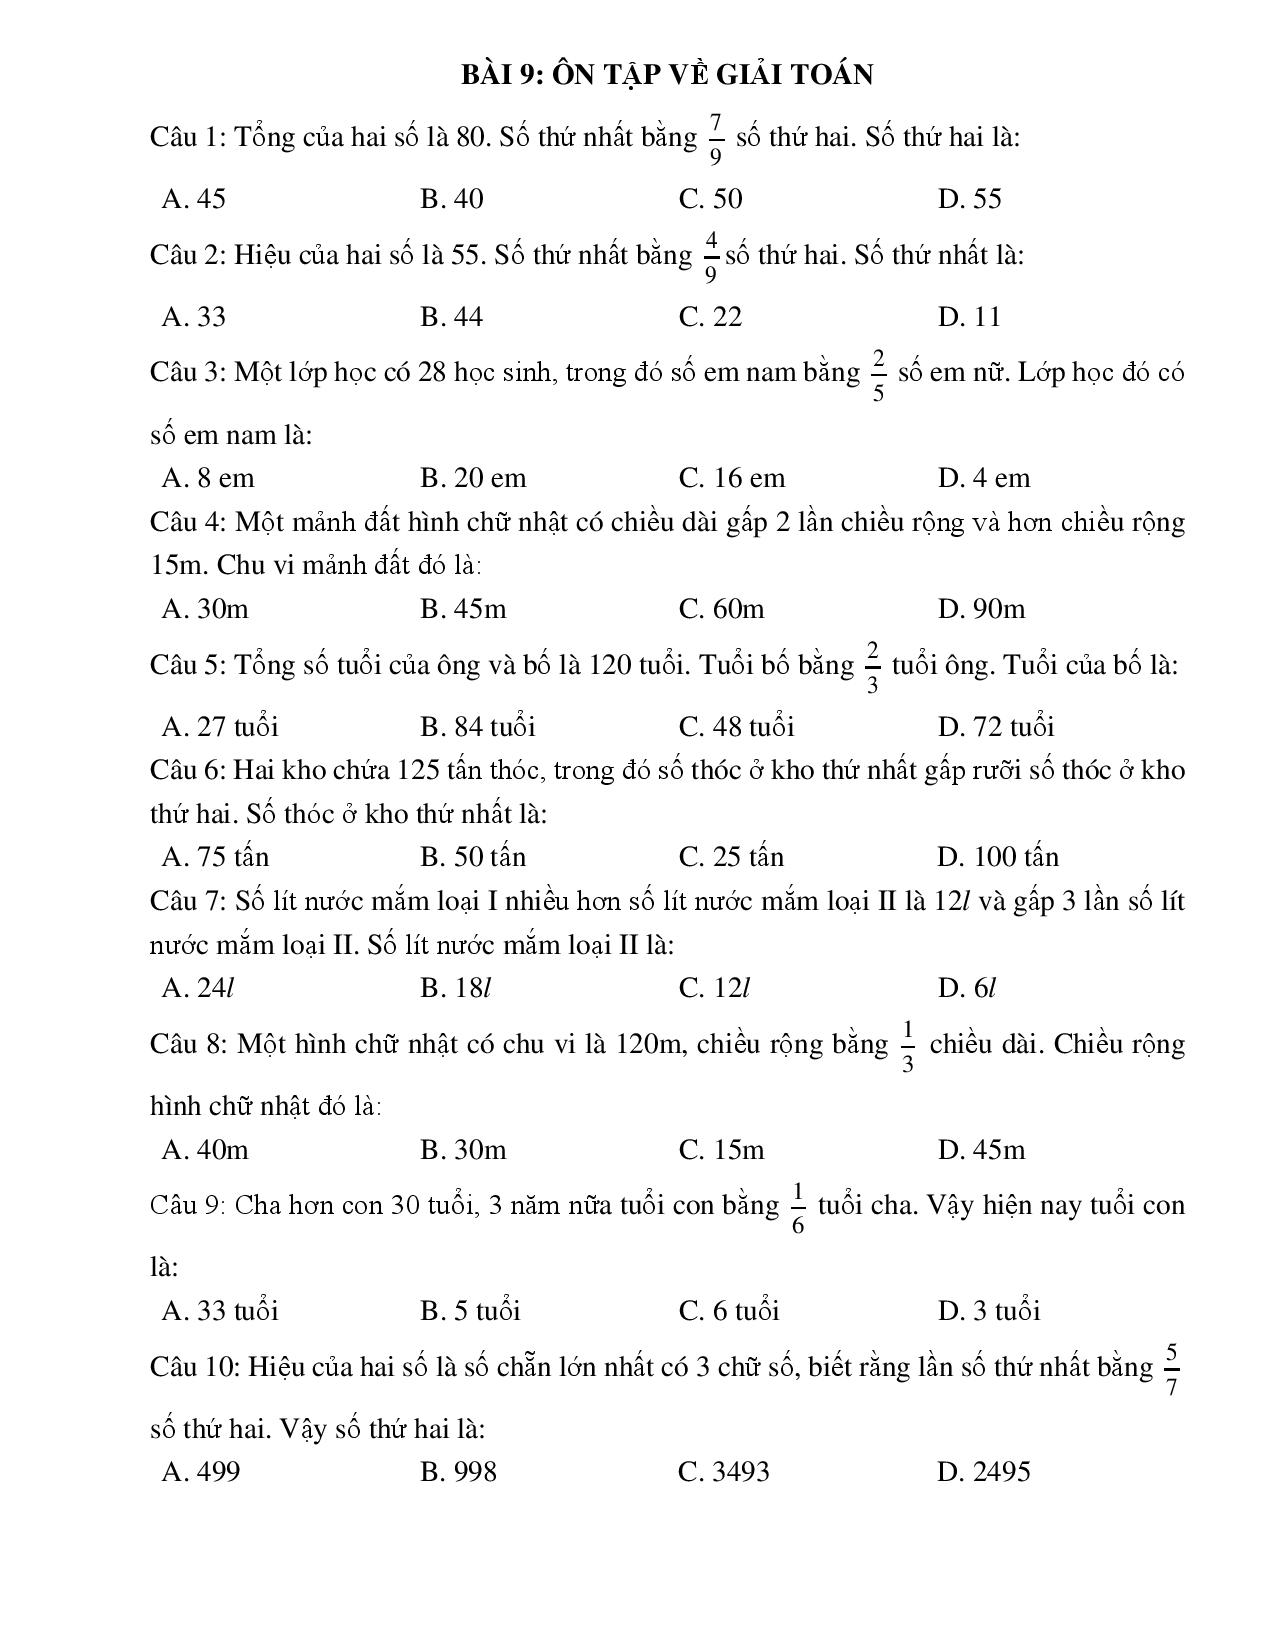 BÀI 9: ÔN TẬP VỀ GIẢI TOÁN
Câu 1: Tổng của hai số là 80. Số thứ nhất bằng 7/9 số thứ hai. Số thứ hai là:
A. 45 B. 40 C. 50 D. 55
Câu 2: Hiệu của hai số là 55. Số thứ nhất bằng 4/9 số thứ hai. Số thứ nhất là:
A. 33 B. 44 C. 22 D. 11
Câu 3: Một lớp học có 28 học sinh, trong đó số em nam bằng 2/5 số em nữ. Lớp học đó có
số em nam là:
A. 8 em B. 20 em C. 16 em D. 4 em
Câu 4: Một mảnh đất hình chữ nhật có chiều dài gấp 2 lần chiều rộng và hơn chiều rộng
15m. Chu vi mảnh đất đó là:
A. 30m B. 45m C. 60m D. 90m
Câu 5: Tổng số tuổi của ông và bố là 120 tuổi. Tuổi bố bằng 2/3 tuổi ông. Tuổi của bố là:
A. 27 tuổi B. 84 tuổi C. 48 tuổi D. 72 tuổi
Câu 6: Hai kho chứa 125 tấn thóc, trong đó số thóc ở kho thứ nhất gấp rưỡi số thóc ở kho
thứ hai. Số thóc ở kho thứ nhất là:
A. 75 tấn B. 50 tấn C. 25 tấn D. 100 tấn
Câu 7: Số lít nước mắm loại I nhiều hơn số lít nước mắm loại II là 12l và gấp 3 lần số lít
nước mắm loại II. Số lít nước mắm loại II là:
A. 24l B. 18l C. 12l D. 6l
Câu 8: Một hình chữ nhật có chu vi là 120m, chiều rộng bằng 1/3 chiều dài. Chiều rộng
hình chữ nhật đó là:
A. 40m B. 30m C. 15m D. 45m
Câu 9: Cha hơn con 30 tuổi, 3 năm nữa tuổi con bằng 1/6 tuổi cha. Vậy hiện nay tuổi con
là:
A. 33 tuổi B. 5 tuổi C. 6 tuổi D. 3 tuổi
Câu 10: Hiệu của hai số là số chẵn lớn nhất có 3 chữ số, biết rằng lần số thứ nhất bằng 5/7
số thứ hai. Vậy số thứ hai là:
A. 499 B. 998 C. 3493 D. 2495